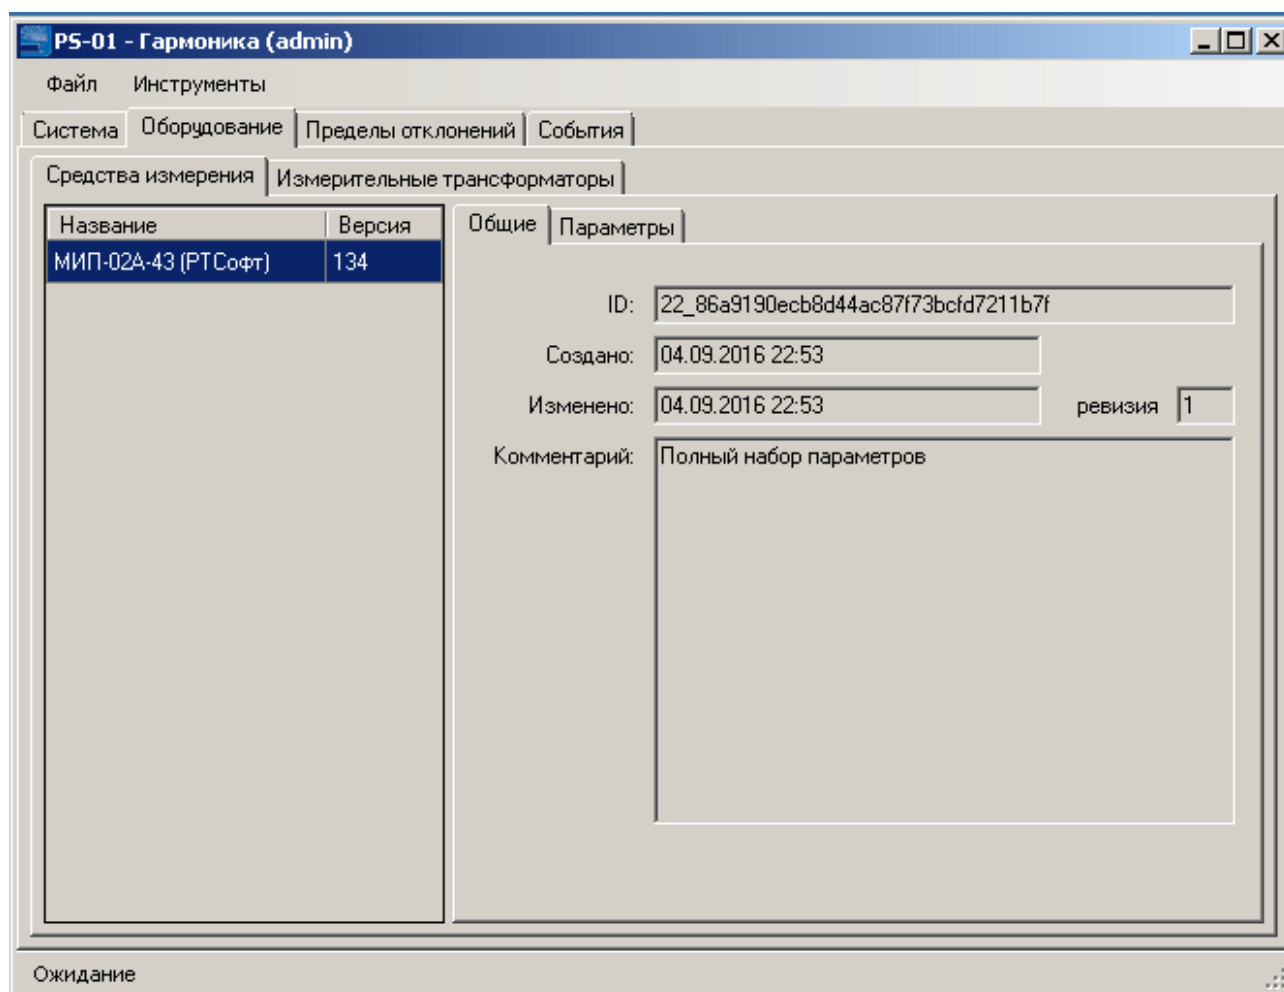 PS-01 - Гармоника (admin)
Файл Инструменты
Система Оборудование Пределы отклонений События
Средства измерения Измерительные трансформаторы
Название Версия
МИП-02А-43 (РТСофт) 134
Общие Параметры
ID: 22_86a9190ecb8d44ac87f73bcfd7211b7f
Создано: 04.09.2016 22:53
Изменено: 04.09.2016 22:53 ревизия 1
Комментарий: Полный набор параметров
Ожидание